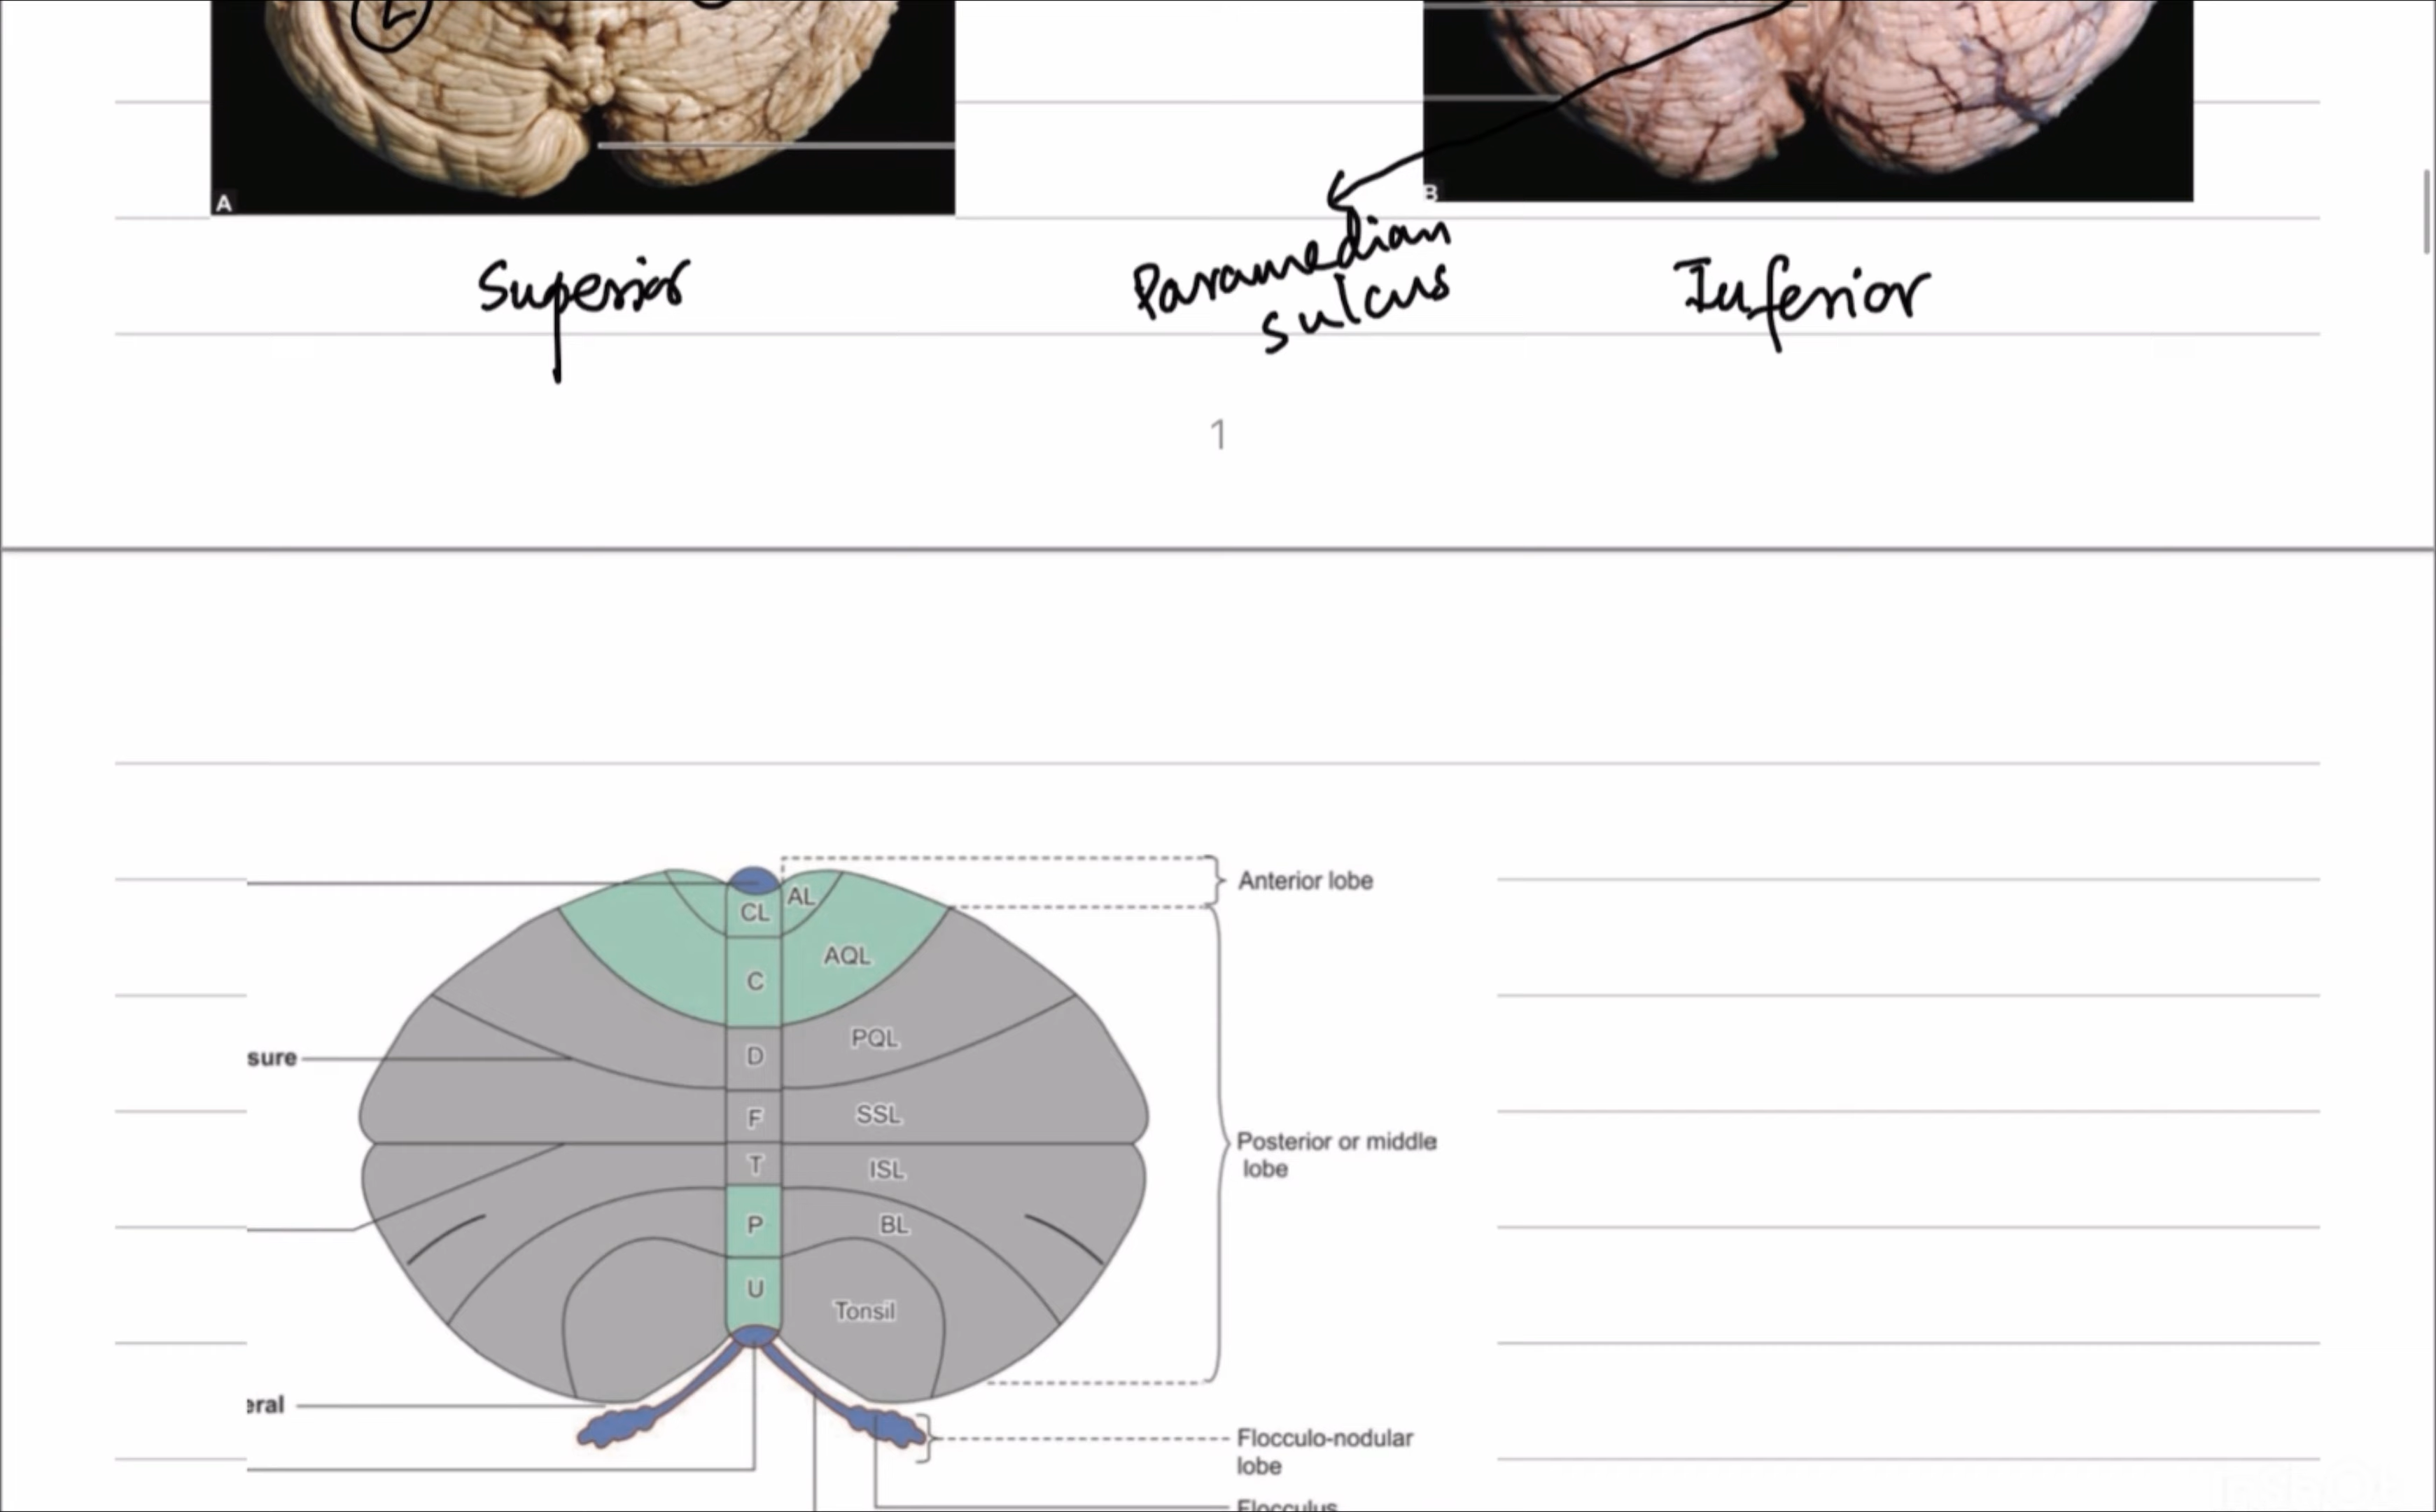 A
B
Superior
Paramedian
sulcus
Inferior
1
Anterior lobe
AL
CL
AQL
C
PQL
D
sure
SSL
F
Posterior or middle
lobe
T
ISL
P
BL
U
Tonsil
eral
Flocculo-nodular
lobe
Flocculus